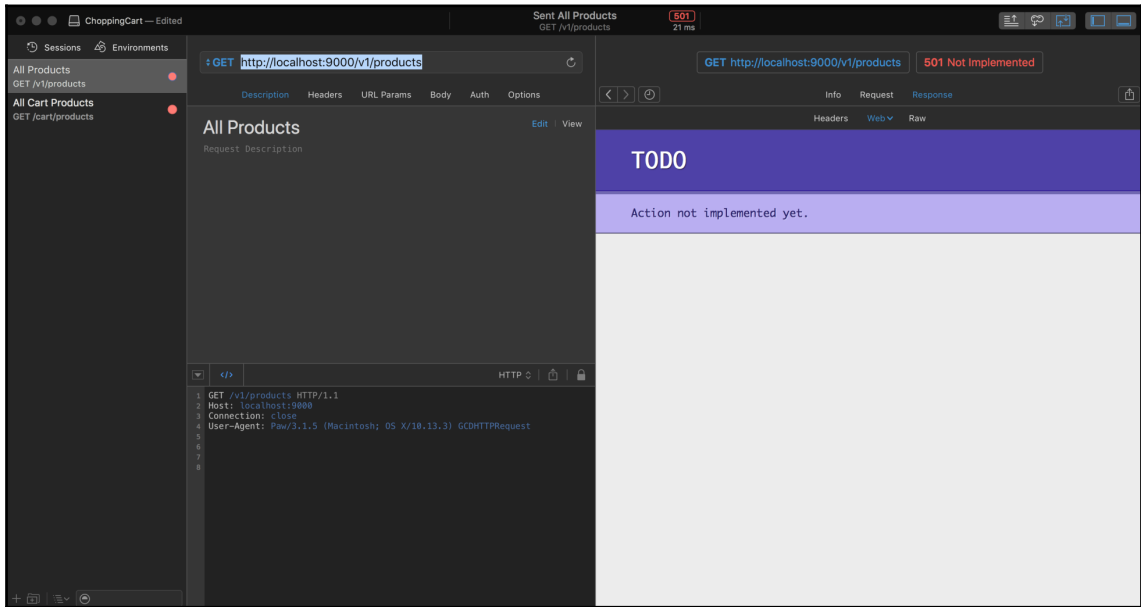 ChoppingCart — Edited
Sent All Products
GET /v1/products
501
21 ms
Sessions
Environments
All Products
GET /v1/products
All Cart Products
GET /cart/products
GET http://localhost:9000/v1/products
Description Headers URL Params Body Auth Options
All Products
Edit View
Request Description
HTTP
1 GET /v1/products HTTP/1.1
2 Host: localhost:9000
3 Connection: close
4 User-Agent: Paw/3.1.5 (Macintosh; OS X/10.13.3) GCDHTTPRequest
5
6
7
8
GET http://localhost:9000/v1/products
501 Not Implemented
Info Request Response
Headers Web Raw
TODO
Action not implemented yet.